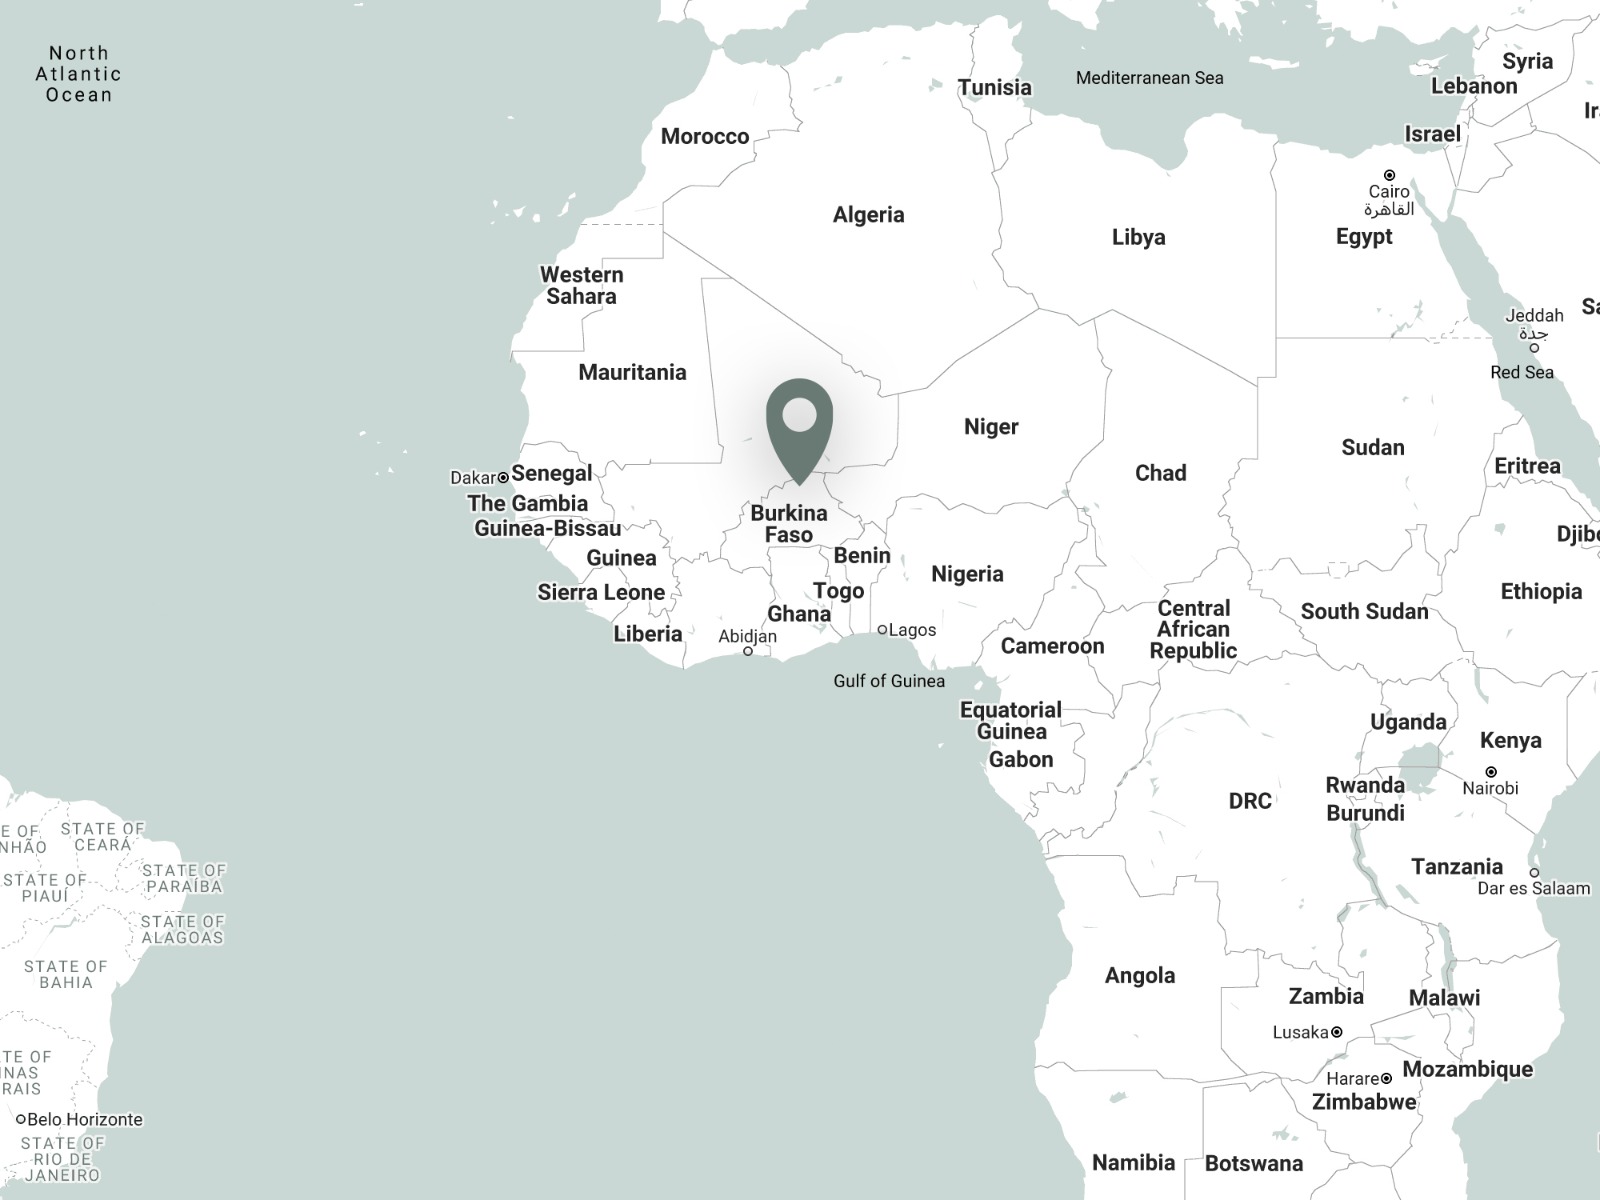 North
Atlantic
Ocean
Mediterranean Sea
Tunisia
Syria
Lebanon
Israel
Morocco
Cairo
القاهرة
Egypt
Algeria
Libya
Western
Sahara
Jeddah
جدة
Red Sea
Mauritania
Niger
Sudan
Chad
Eritrea
Dakar
Senegal
The Gambia
Guinea-Bissau
Burkina
Faso
Guinea
Benin
Nigeria
Sierra Leone
Togo
Ghana
Ethiopia
Central
African
Republic
South Sudan
Liberia
Abidjan
Lagos
Cameroon
Gulf of Guinea
Equatorial
Guinea
Gabon
Uganda
Kenya
Nairobi
DRC
Rwanda
Burundi
Tanzania
Dar es Salaam
E OF
NHÃO
STATE OF
CEARÁ
STATE OF
PIAUÍ
STATE OF
PARAÍBA
STATE OF
ALAGOAS
STATE OF
BAHIA
Angola
Zambia
Malawi
Lusaka
Mozambique
Harare
Zimbabwe
TE OF
NAS
RAIS
Belo Horizonte
STATE OF
RIO DE
JANEIRO
Namibia
Botswana